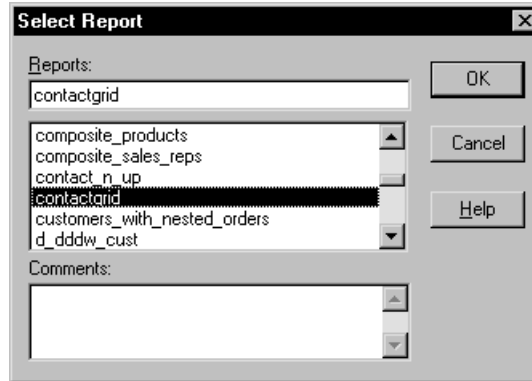 Select Report
Reports:
contactgrid
OK
composite_products
composite_sales_reps
contact_n_up
contactgrid
customers_with_nested_orders
d_dddw_cust
Cancel
Help
Comments: